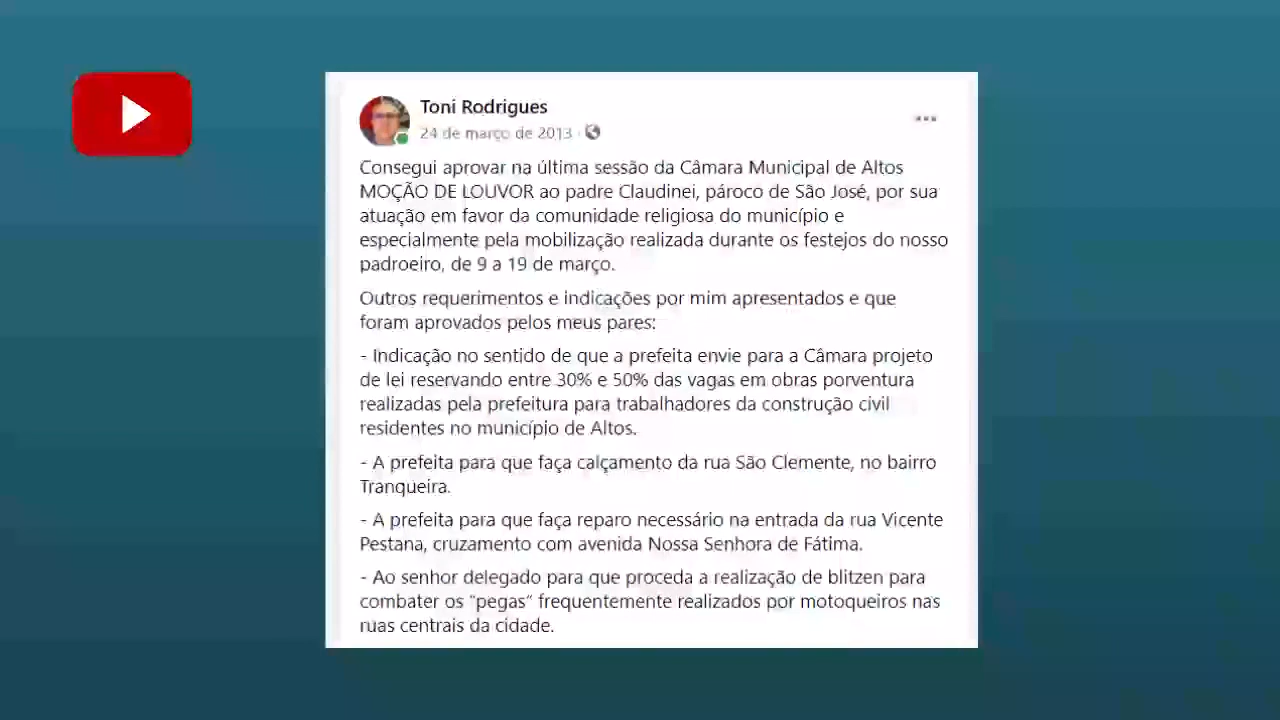 Toni Rodrigues
24 de março de 2013 ·
Consegui aprovar na última sessão da Câmara Municipal de Altos
MOÇÃO DE LOUVOR ao padre Claudinei, pároco de São José, por sua
atuação em favor da comunidade religiosa do município e
especialmente pela mobilização realizada durante os festejos do nosso
padroeiro, de 9 a 19 de março.
Outros requerimentos e indicações por mim apresentados e que
foram aprovados pelos meus pares:
- Indicação no sentido de que a prefeita envie para a Câmara projeto
de lei reservando entre 30% e 50% das vagas em obras porventura
realizadas pela prefeitura para trabalhadores da construção civil
residentes no município de Altos.
- A prefeita para que faça calçamento da rua São Clemente, no bairro
Tranqueira.
- A prefeita para que faça reparo necessário na entrada da rua Vicente
Pestana, cruzamento com avenida Nossa Senhora de Fátima.
- Ao senhor delegado para que proceda a realização de blitzen para
combater os "pegas" frequentemente realizados por motoqueiros nas
ruas centrais da cidade.